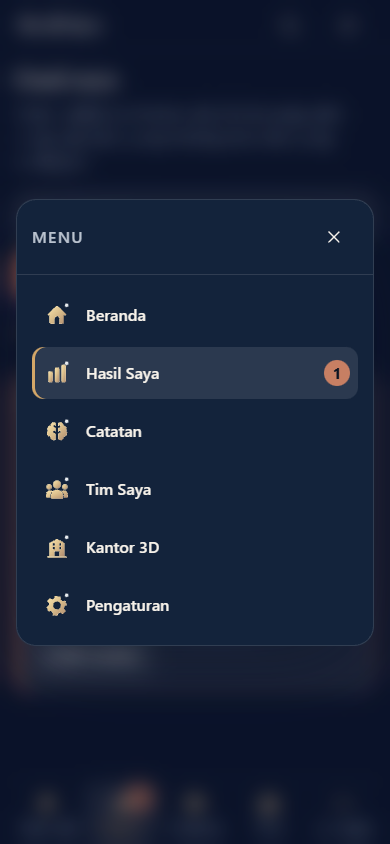 MENU
Beranda
Hasil Saya
1
Catatan
Tim Saya
Kantor 3D
Pengaturan